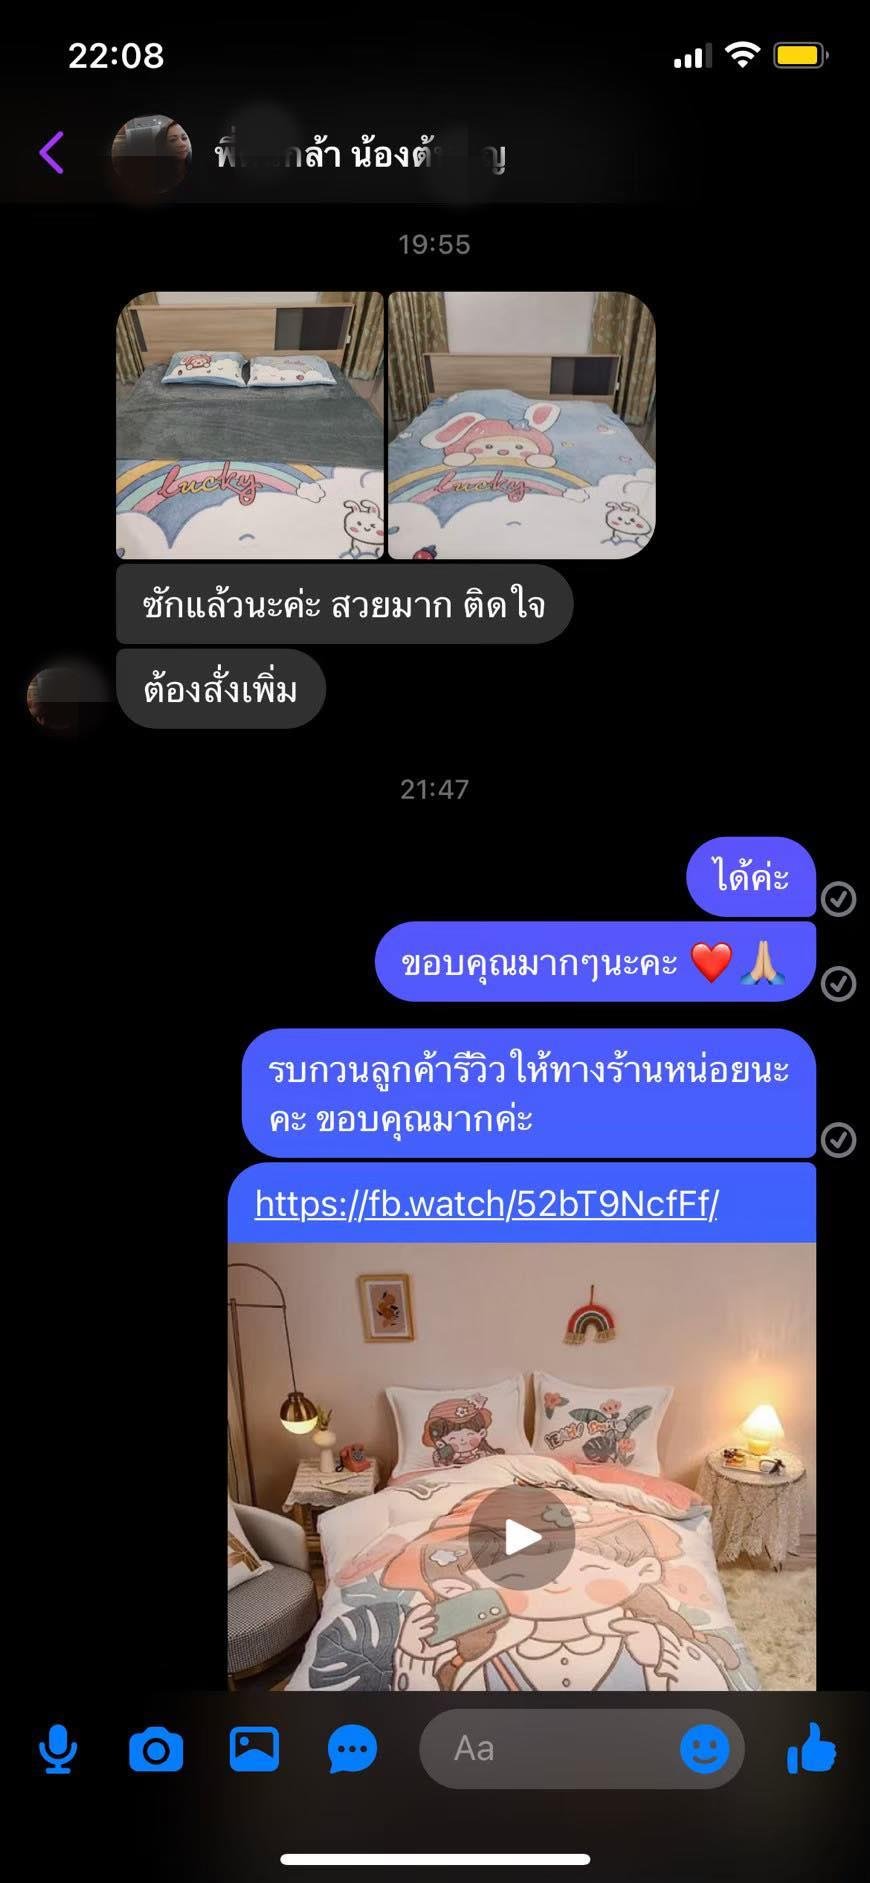 22:08
กล้า น้อง
19:55
lucky
lucky
lucky
ซักแล้วนะค่ะ สวยมาก ติดใจ
ต้องสั่งเพิ่ม
21:47
ได้ค่ะ
ขอบคุณมากๆนะคะ ❤️🙏🏼
รบกวนลูกค้ารีวิวให้ทางร้านหน่อยนะ
คะ ขอบคุณมากค่ะ
https://fb.watch/52bT9NcfFf/
YEAH! Smile
Aa